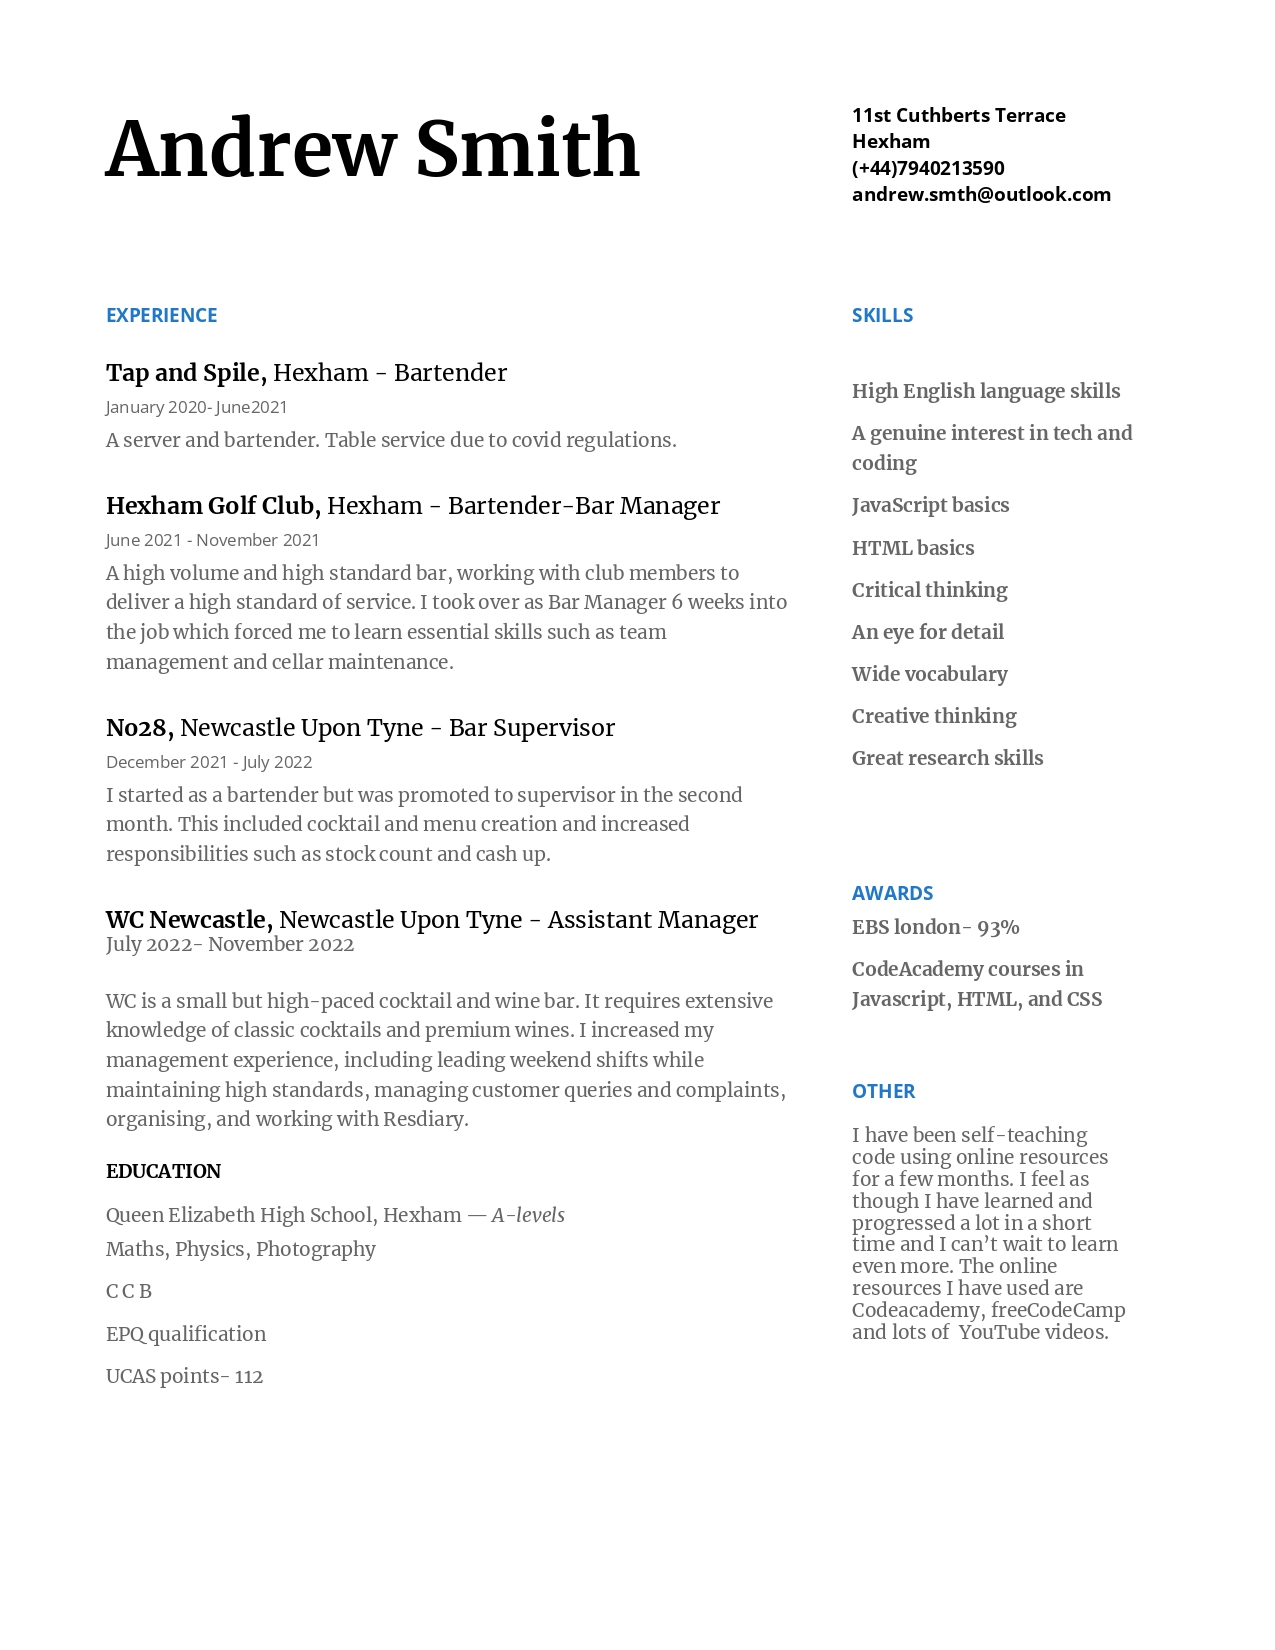 Andrew Smith
11st Cuthberts Terrace
Hexham
(+44)7940213590
andrew.smth@outlook.com
EXPERIENCE
Tap and Spile, Hexham - Bartender
January 2020- June2021
A server and bartender. Table service due to covid regulations.
Hexham Golf Club, Hexham - Bartender-Bar Manager
June 2021 - November 2021
A high volume and high standard bar, working with club members to
deliver a high standard of service. I took over as Bar Manager 6 weeks into
the job which forced me to learn essential skills such as team
management and cellar maintenance.
No28, Newcastle Upon Tyne - Bar Supervisor
December 2021 - July 2022
I started as a bartender but was promoted to supervisor in the second
month. This included cocktail and menu creation and increased
responsibilities such as stock count and cash up.
WC Newcastle, Newcastle Upon Tyne - Assistant Manager
July 2022- November 2022
WC is a small but high-paced cocktail and wine bar. It requires extensive
knowledge of classic cocktails and premium wines. I increased my
management experience, including leading weekend shifts while
maintaining high standards, managing customer queries and complaints,
organising, and working with Resdiary.
EDUCATION
Queen Elizabeth High School, Hexham — A-levels
Maths, Physics, Photography
C C B
EPQ qualification
UCAS points- 112
SKILLS
High English language skills
A genuine interest in tech and
coding
JavaScript basics
HTML basics
Critical thinking
An eye for detail
Wide vocabulary
Creative thinking
Great research skills
AWARDS
EBS london- 93%
CodeAcademy courses in
Javascript, HTML, and CSS
OTHER
I have been self-teaching
code using online resources
for a few months. I feel as
though I have learned and
progressed a lot in a short
time and I can’t wait to learn
even more. The online
resources I have used are
Codeacademy, freeCodeCamp
and lots of  YouTube videos.